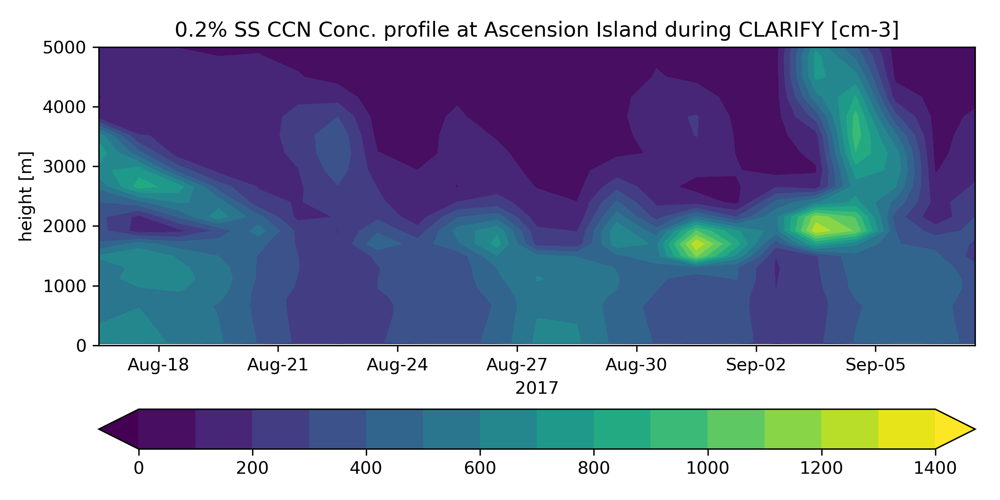 0.2% SS CCN Conc. profile at Ascension Island during CLARIFY [cm-3]
5000
4000
3000
2000
1000
0
height [m]
Aug-18 Aug-21 Aug-24 Aug-27 Aug-30 Sep-02 Sep-05
2017
0 200 400 600 800 1000 1200 1400